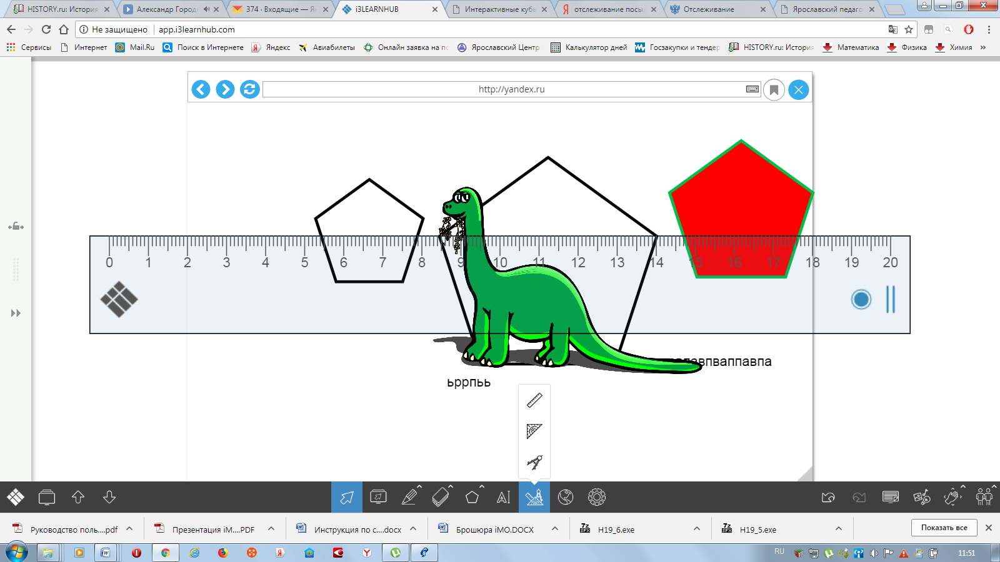 HISTORY.ru: История
Александр Город
374 · Входящие — Ян
i3LEARNHUB
Интерактивные кубы
отслеживание посы
Отслеживание
Ярославский педаго
Не защищено
app.i3learnhub.com
Сервисы
Интернет
Mail.Ru
Поиск в Интернете
Яндекс
Авиабилеты
Онлайн заявка на по
Ярославский Центр
Калькулятор дней
Госзакупки и тендер
HISTORY.ru: История
Математика
Физика
Химия
http://yandex.ru
0 1 2 3 4 5 6 7 8 9 10 11 12 13 14 15 16 17 18 19 20
авпваппавпа
ьррпьь
Руководство поль....pdf
Презентация iM....PDF
Инструкция по с....docx
Брошюра iMO.DOCX
H19_6.exe
H19_5.exe
Показать все
RU
11:51